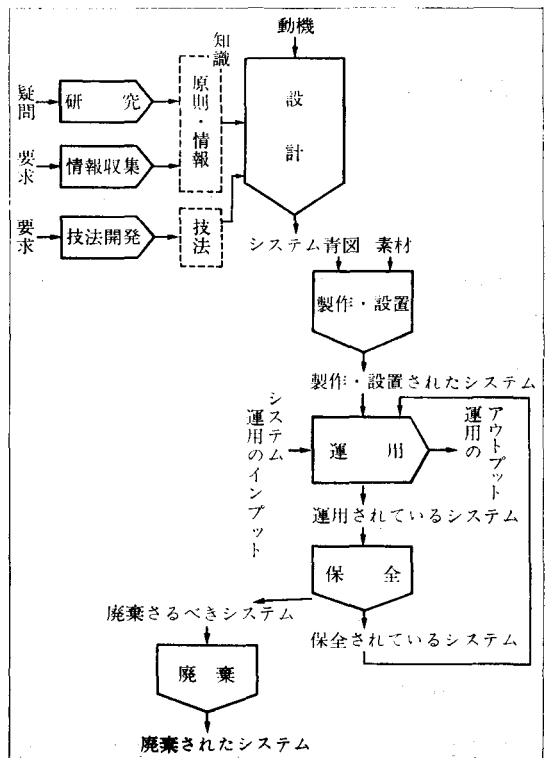 動機
知識
疑問
研究
原則・情報
設計
要求
情報収集
要求
技法開発
技法
システム青図
素材
製作・設置
製作・設置されたシステム
システム
運用のインプット
運用
運用の
アウトプット
運用されているシステム
保全
廃棄さるべきシステム
保全されているシステム
廃棄
廃棄されたシステム